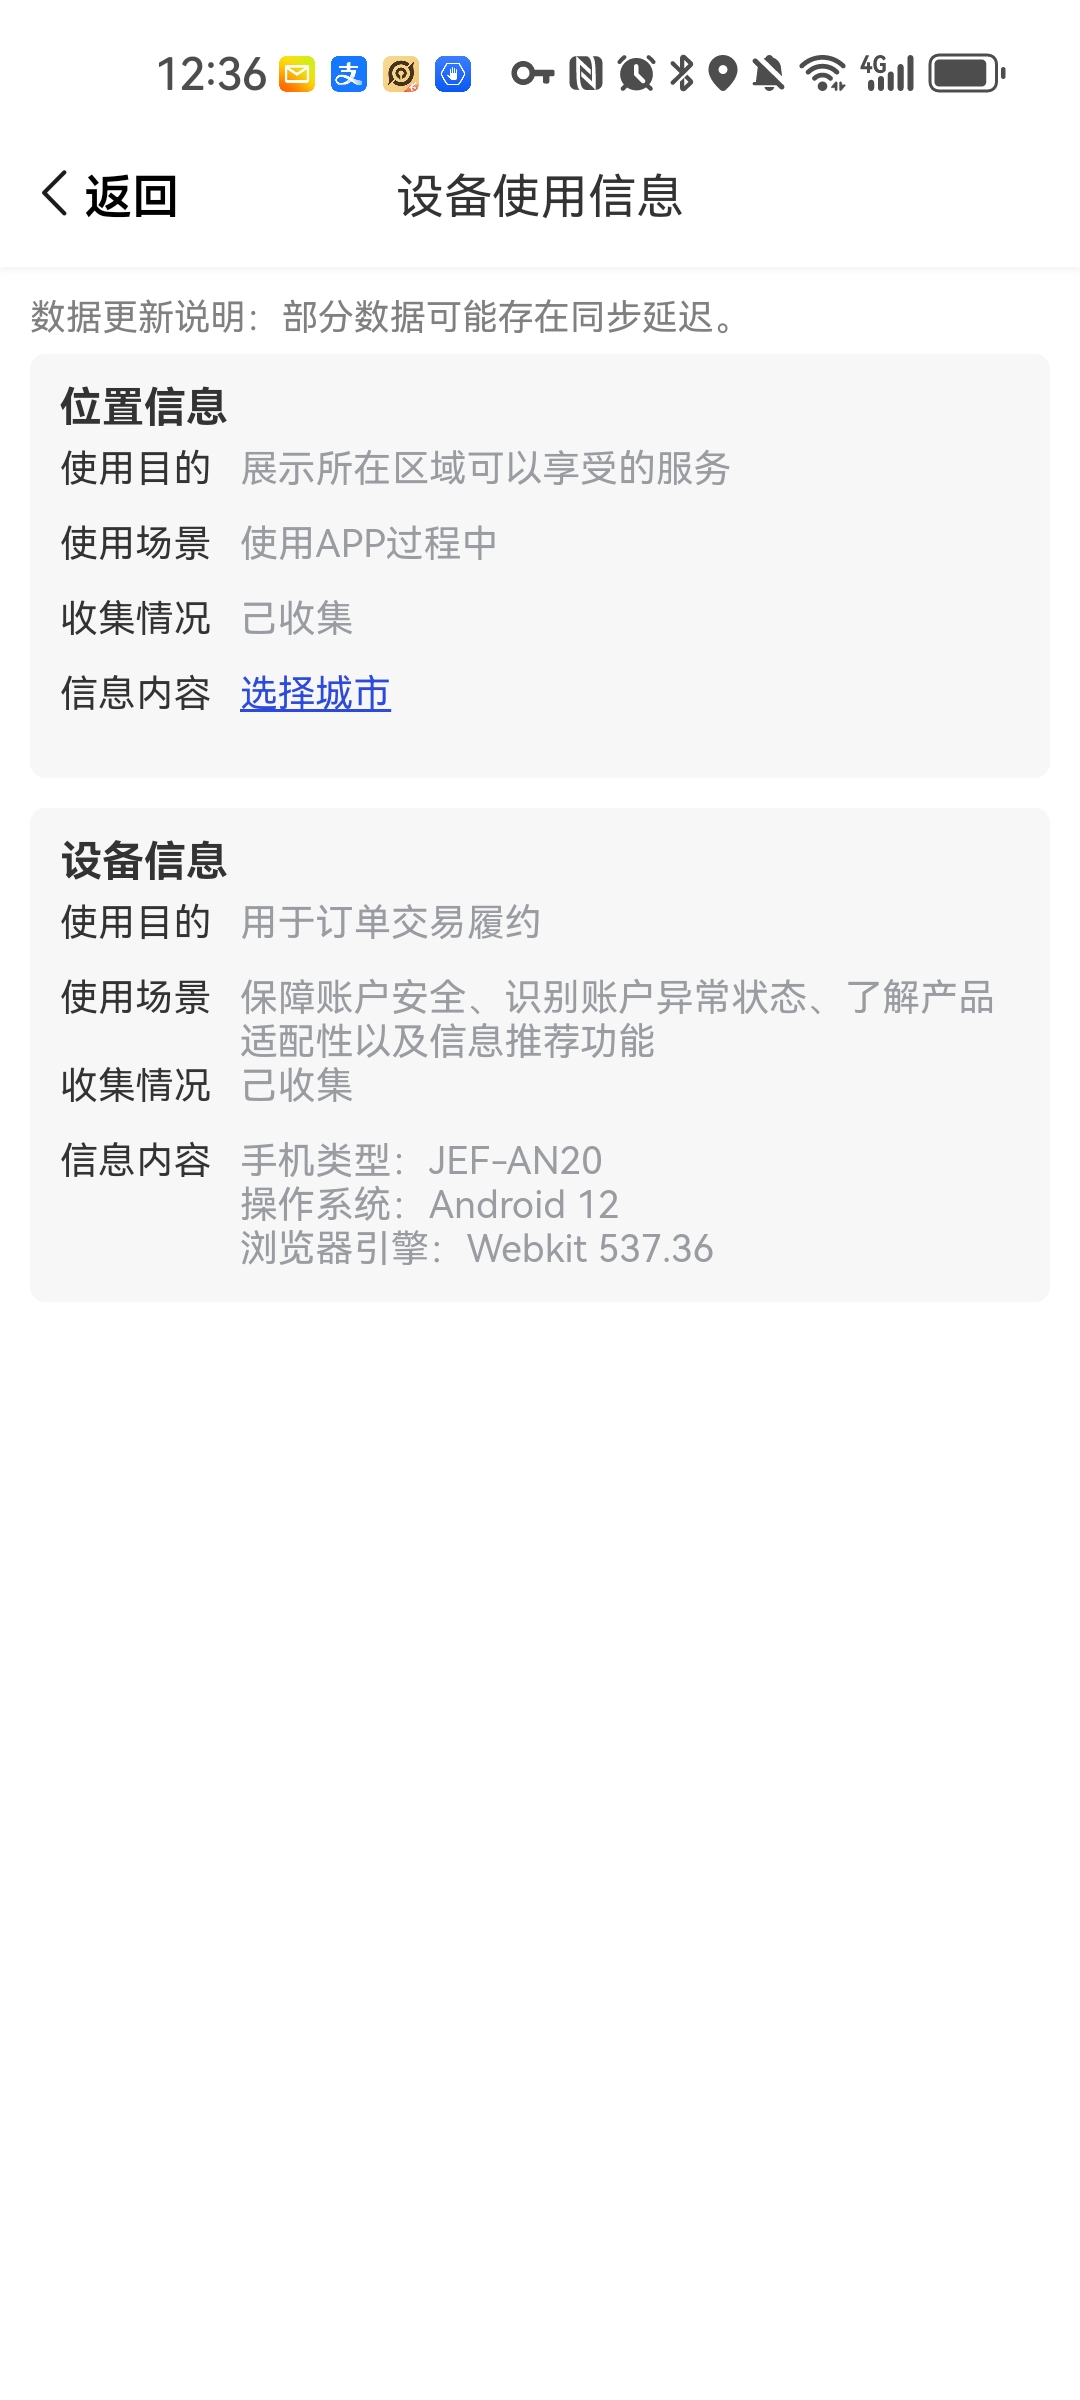 12:36
4G
返回
设备使用信息
数据更新说明：部分数据可能存在同步延迟。
位置信息
使用目的 展示所在区域可以享受的服务
使用场景 使用APP过程中
收集情况 己收集
信息内容 选择城市
设备信息
使用目的 用于订单交易履约
使用场景 保障账户安全、识别账户异常状态、了解产品
适配性以及信息推荐功能
收集情况 己收集
信息内容 手机类型：JEF-AN20
操作系统：Android 12
浏览器引擎：Webkit 537.36